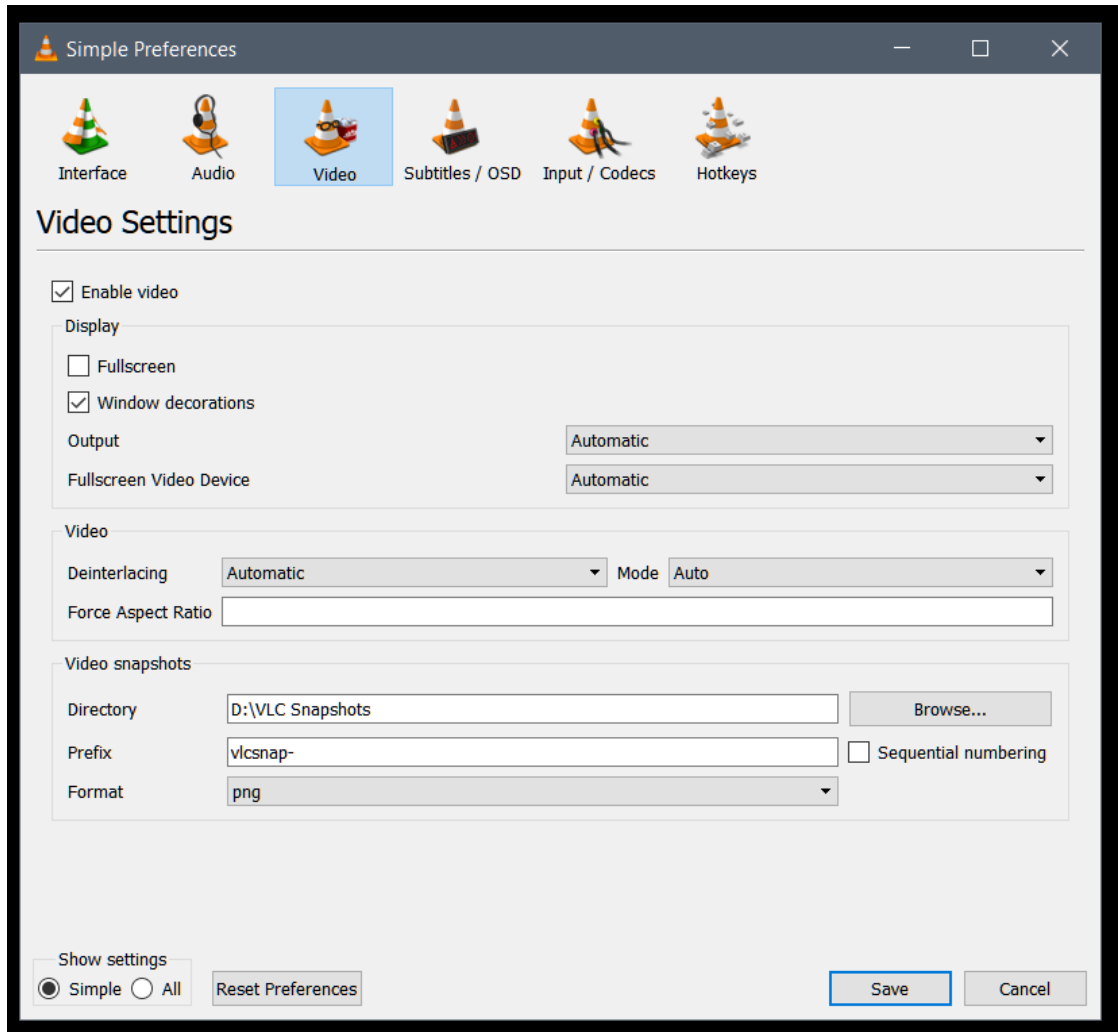 Simple Preferences
Interface Audio Video Subtitles / OSD Input / Codecs Hotkeys
Video Settings
Enable video
Display
Fullscreen
Window decorations
Output Automatic
Fullscreen Video Device Automatic
Video
Deinterlacing Automatic Mode Auto
Force Aspect Ratio
Video snapshots
Directory D:\VLC Snapshots Browse...
Prefix vlcsnap- Sequential numbering
Format png
Show settings
Simple All Reset Preferences Save Cancel